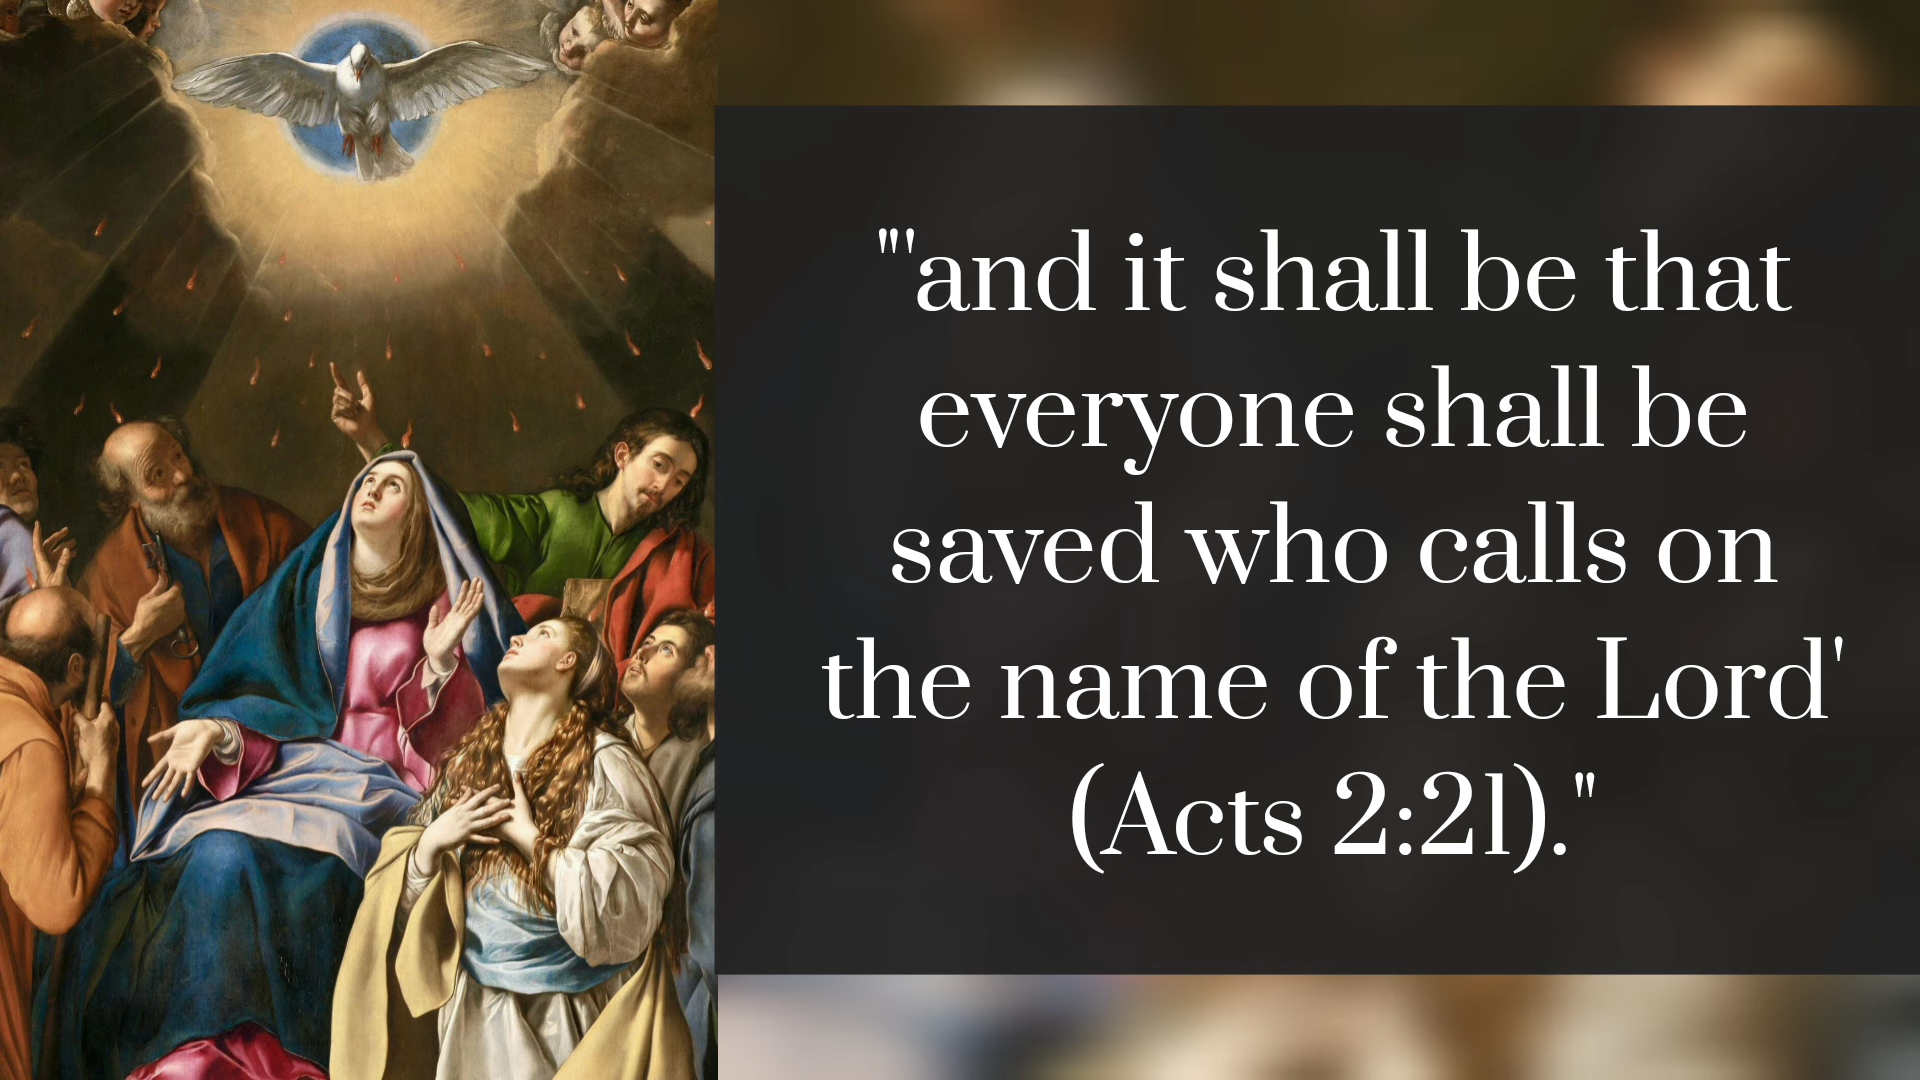 "'and it shall be that
everyone shall be
saved who calls on
the name of the Lord'
(Acts 2:21)."